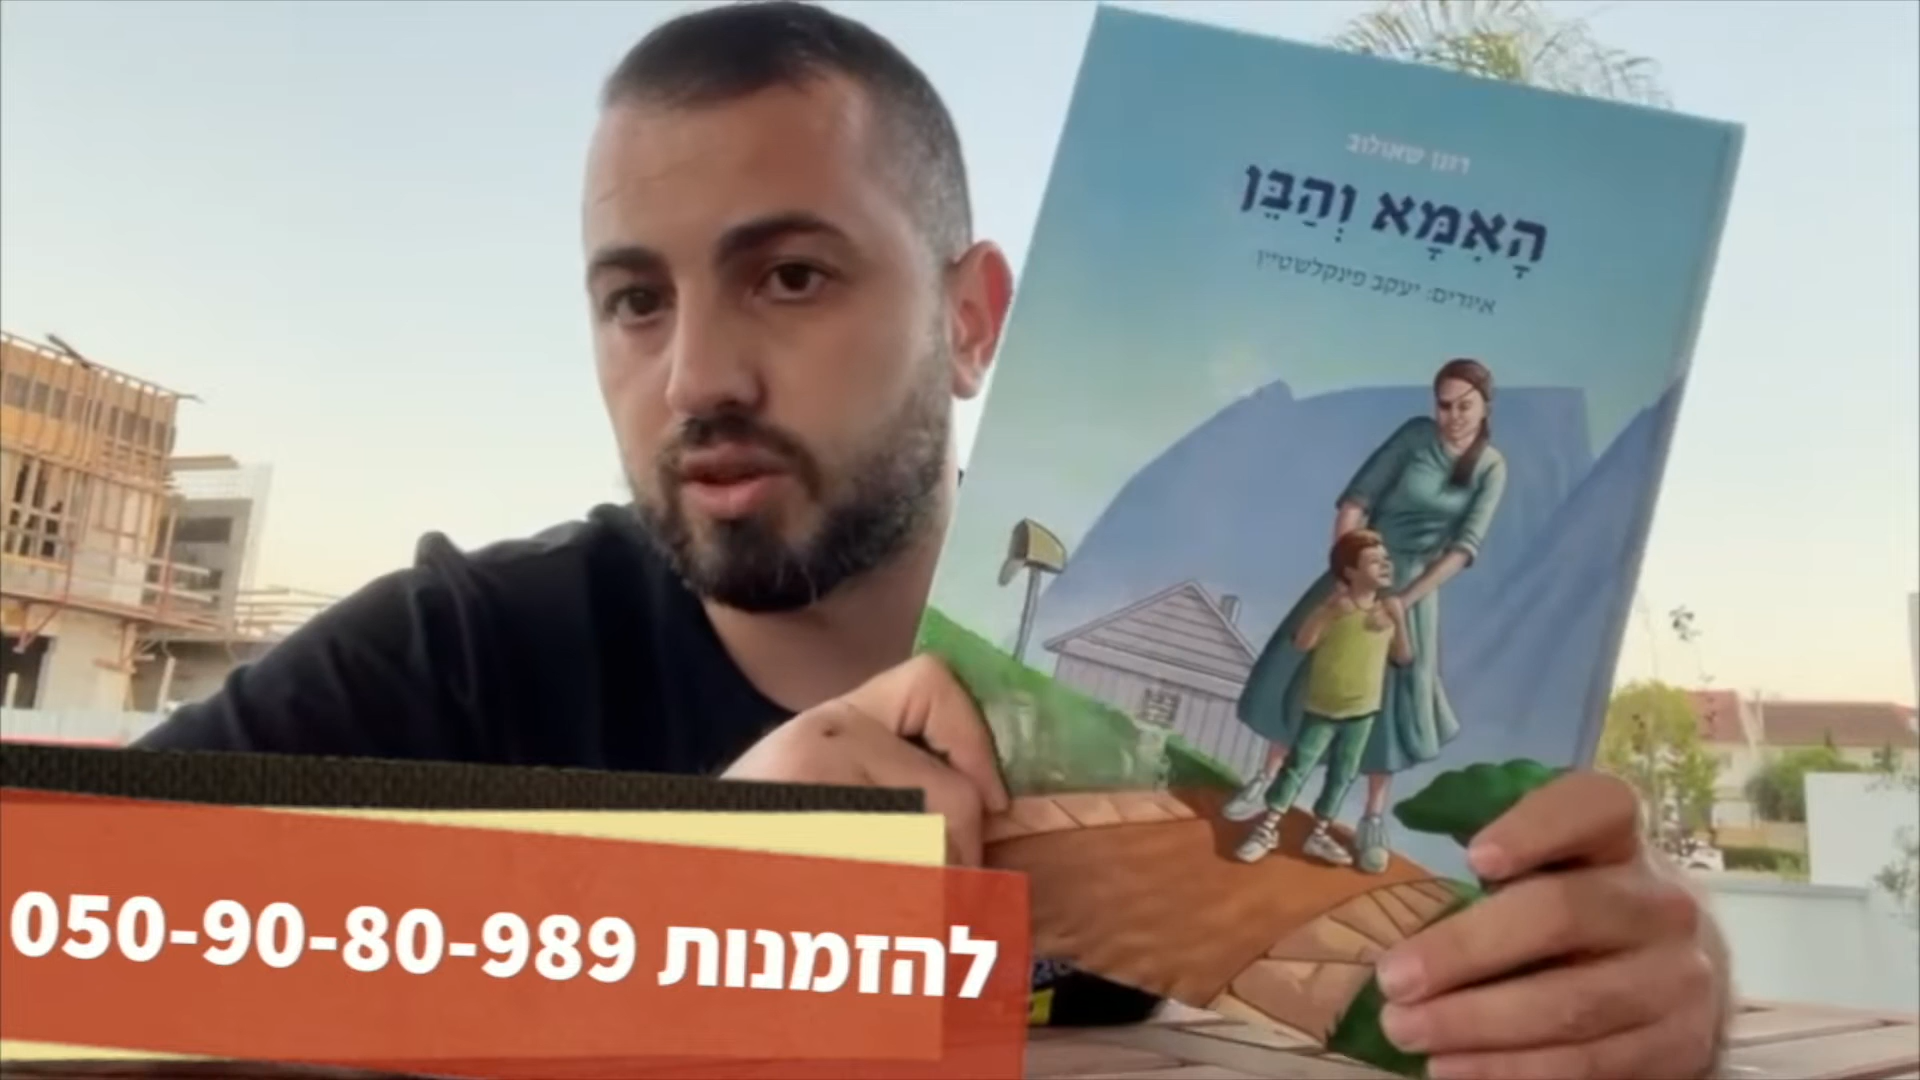 רונן שאולוב
הָאִמָּא וְהַבֵּן
איורים: יעקב פינקלשטיין
להזמנות 050-90-80-989